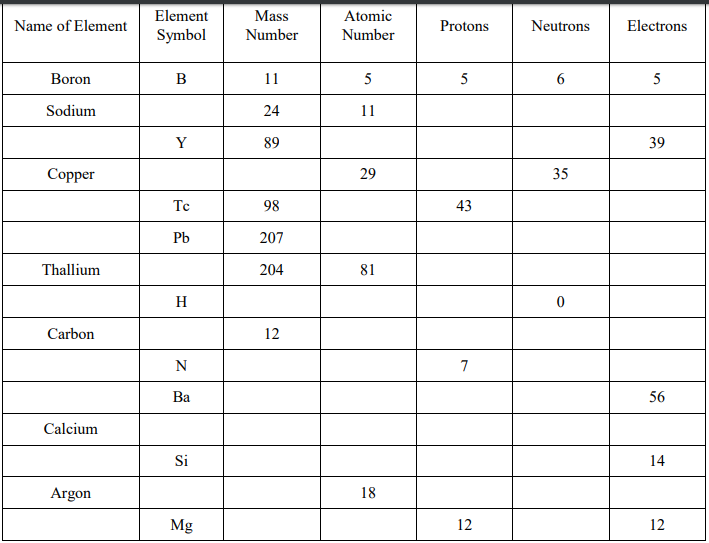 Name of Element Element Symbol Mass Number Atomic Number Protons Neutrons Electrons
Boron B 11 5 5 6 5
Sodium 24 11
Y 89 39
Copper 29 35
Tc 98 43
Pb 207
Thallium 204 81
H 0
Carbon 12
N 7
Ba 56
Calcium
Si 14
Argon 18
Mg 12 12